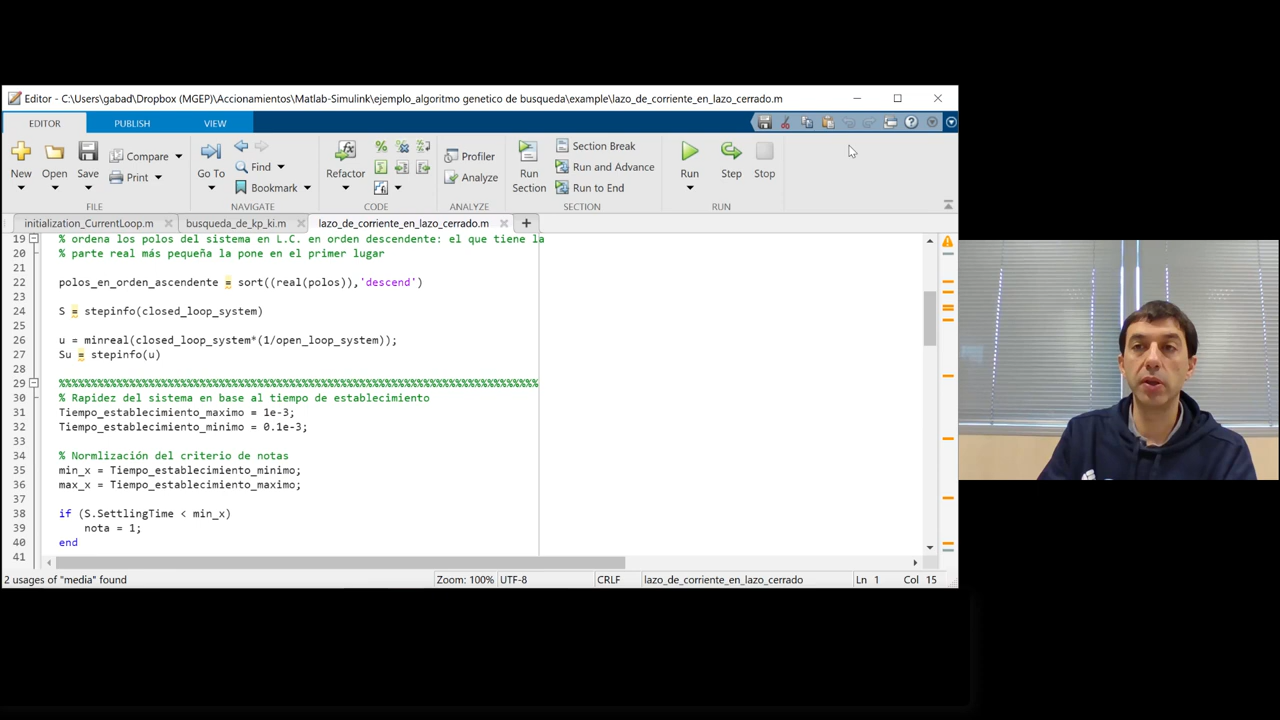 Editor - C:\Users\gabad\Dropbox (MGEP)\Accionamientos\Matlab-Simulink\ejemplo_algoritmo genetico de busqueda\example\lazo_de_corriente_en_lazo_cerrado.m
EDITOR PUBLISH VIEW
New Open Save Compare Print
Go To Find Bookmark
Refactor
Profiler Analyze
Run Section Section Break Run and Advance Run to End
Run Step Stop
FILE NAVIGATE CODE ANALYZE SECTION RUN
initialization_CurrentLoop.m busqueda_de_kp_ki.m lazo_de_corriente_en_lazo_cerrado.m
19 % ordena los polos del sistema en L.C. en orden descendente: el que tiene la
20 % parte real más pequeña la pone en el primer lugar
21
22 polos_en_orden_ascendente = sort((real(polos)),'descend')
23
24 S = stepinfo(closed_loop_system)
25
26 u = minreal(closed_loop_system*(1/open_loop_system));
27 Su = stepinfo(u)
28
29 %%%%%%%%%%%%%%%%%%%%%%%%%%%%%%%%%%%%%%%%%%%%%%%%%%%%%%%%%%%%%%%%%%%%%%%%%%%
30 % Rapidez del sistema en base al tiempo de establecimiento
31 Tiempo_establecimiento_maximo = 1e-3;
32 Tiempo_establecimiento_minimo = 0.1e-3;
33
34 % Normlización del criterio de notas
35 min_x = Tiempo_establecimiento_minimo;
36 max_x = Tiempo_establecimiento_maximo;
37
38 if (S.SettlingTime < min_x)
39 nota = 1;
40 end
41
2 usages of "media" found Zoom: 100% UTF-8 CRLF lazo_de_corriente_en_lazo_cerrado Ln 1 Col 15